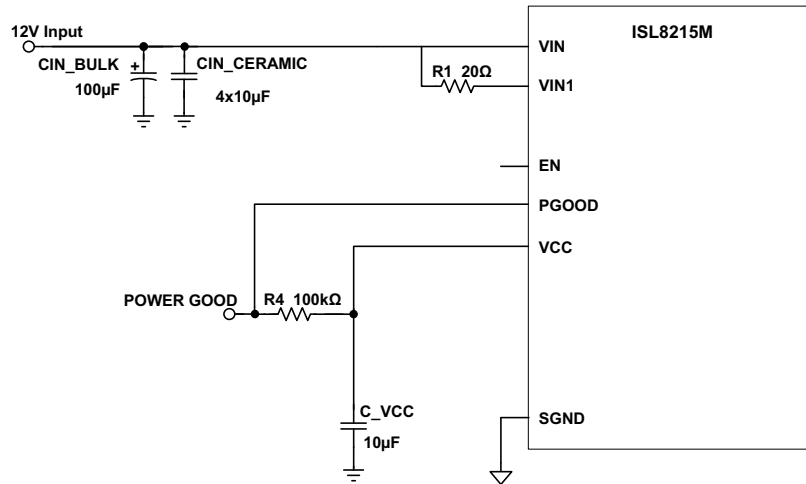 12V Input
ISL8215M
VIN
CIN_BULK
+
CIN_CERAMIC
100µF
4x10µF
R1 20Ω
VIN1
EN
PGOOD
VCC
POWER GOOD
R4 100kΩ
C_VCC
10µF
SGND